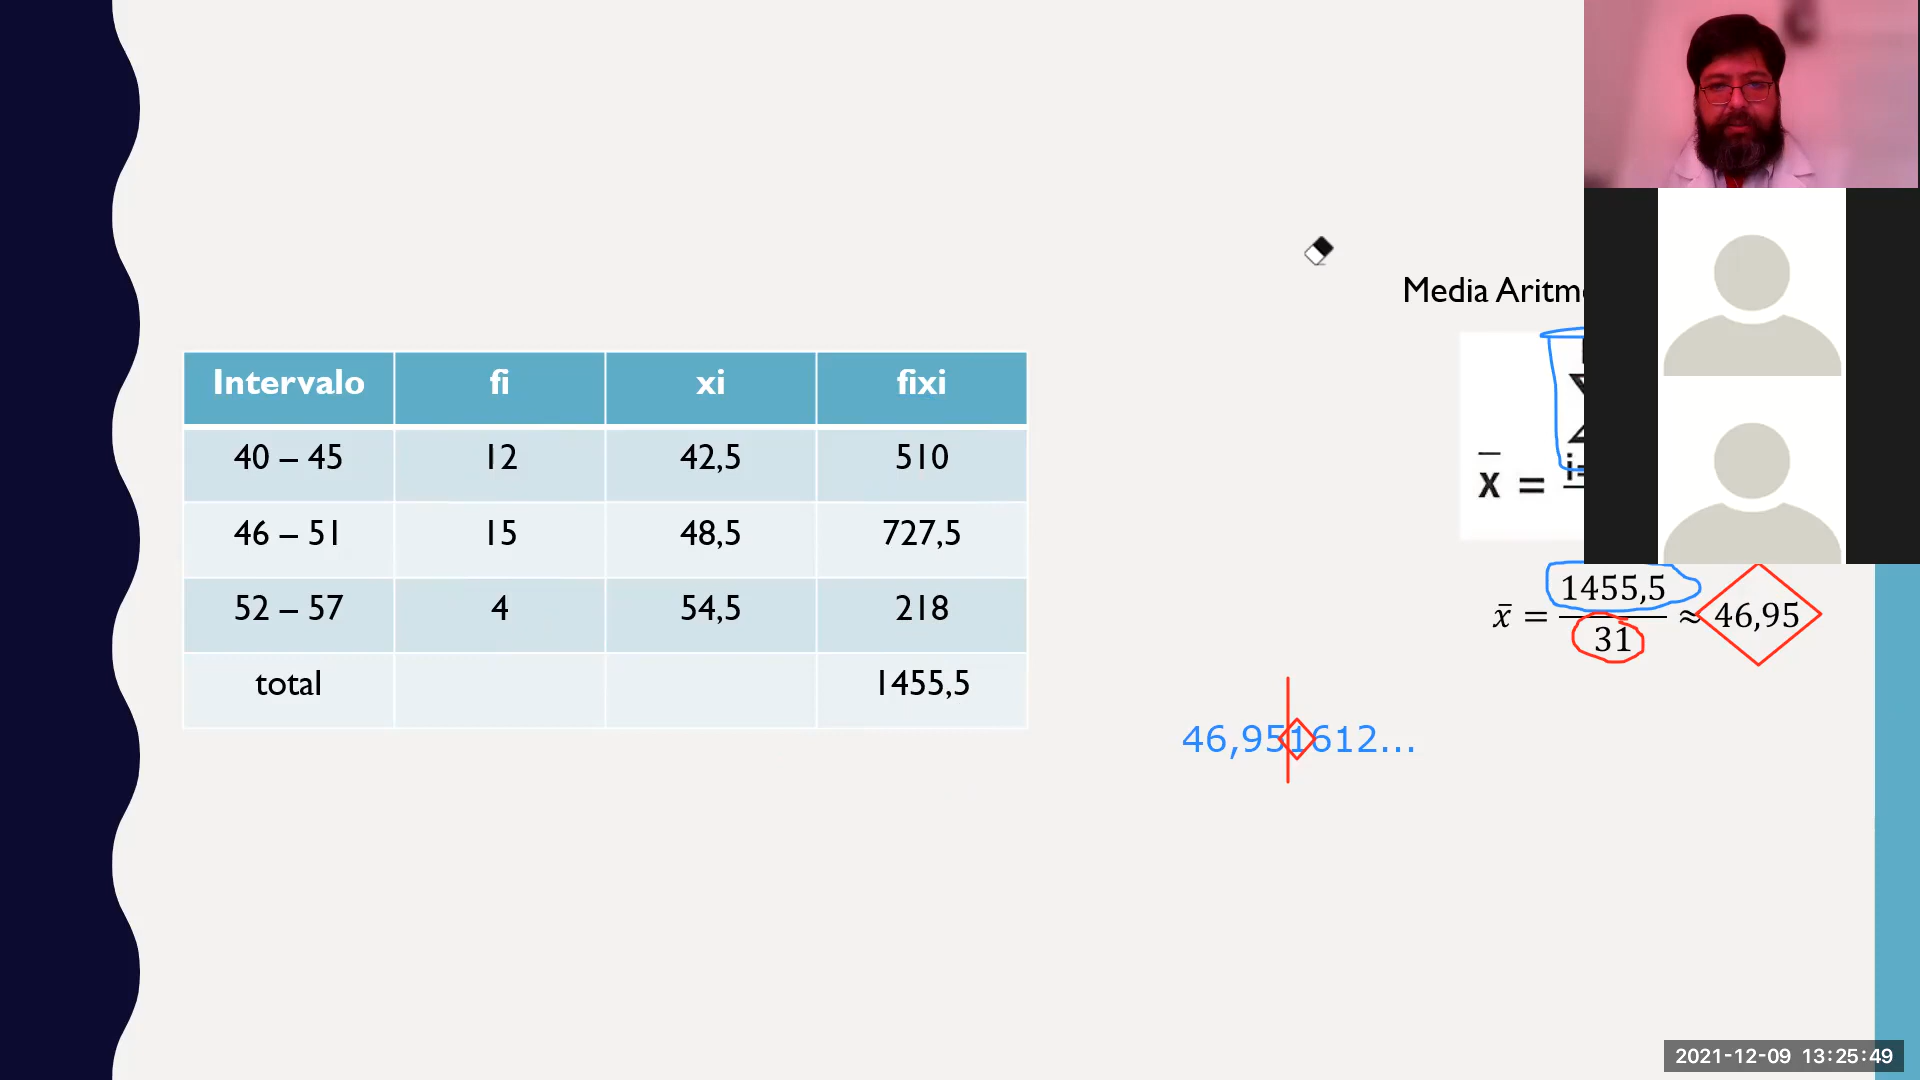 Media Aritm
Intervalo fi xi fixi
40 – 45 12 42,5 510
46 – 51 15 48,5 727,5
52 – 57 4 54,5 218
total 1455,5
x̄ =
x̄ = 1455,5 / 31 ≈ 46,95
46,951612...
2021-12-09 13:25:49